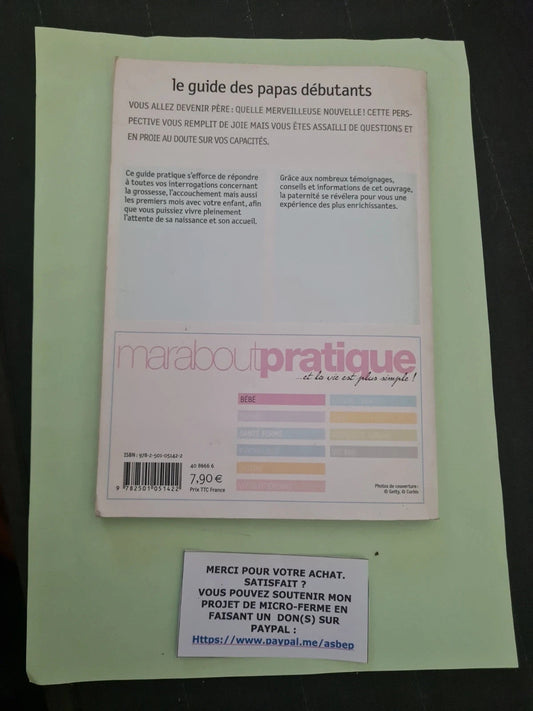 le guide des papas débutants
VOUS ALLEZ DEVENIR PÈRE : QUELLE MERVEILLEUSE NOUVELLE ! CETTE PERS-
PECTIVE VOUS REMPLIT DE JOIE MAIS VOUS ÊTES ASSAILLI DE QUESTIONS ET
EN PROIE AU DOUTE SUR VOS CAPACITÉS.
Ce guide pratique s'efforce de répondre
à toutes vos interrogations concernant
la grossesse, l'accouchement mais aussi
les premiers mois avec votre enfant, afin
que vous puissiez vivre pleinement
l'attente de sa naissance et son accueil.
Grâce aux nombreux témoignages,
conseils et informations de cet ouvrage,
la paternité se révélera pour vous une
expérience des plus enrichissantes.
maraboutpratique
...et la vie est plus simple !
BÉBÉ
SANTÉ FORME
ISBN : 978-2-501-05142-2
9 782501 051422
40 8666 6
7,90 €
Prix TTC France
Photos de couverture :
© Getty, © Corbis
MERCI POUR VOTRE ACHAT.
SATISFAIT ?
VOUS POUVEZ SOUTENIR MON
PROJET DE MICRO-FERME EN
FAISANT UN DON(S) SUR
PAYPAL :
Https://www.paypal.me/asbep